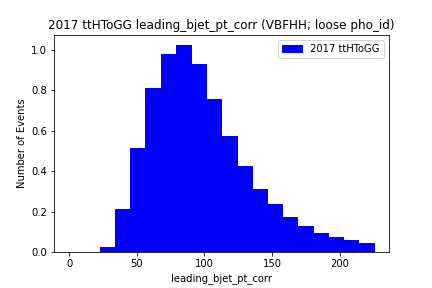 2017 ttHToGG leading_bjet_pt_corr (VBFHH; loose pho_id)
2017 ttHToGG
Number of Events
1.0
0.8
0.6
0.4
0.2
0.0
0 50 100 150 200
leading_bjet_pt_corr